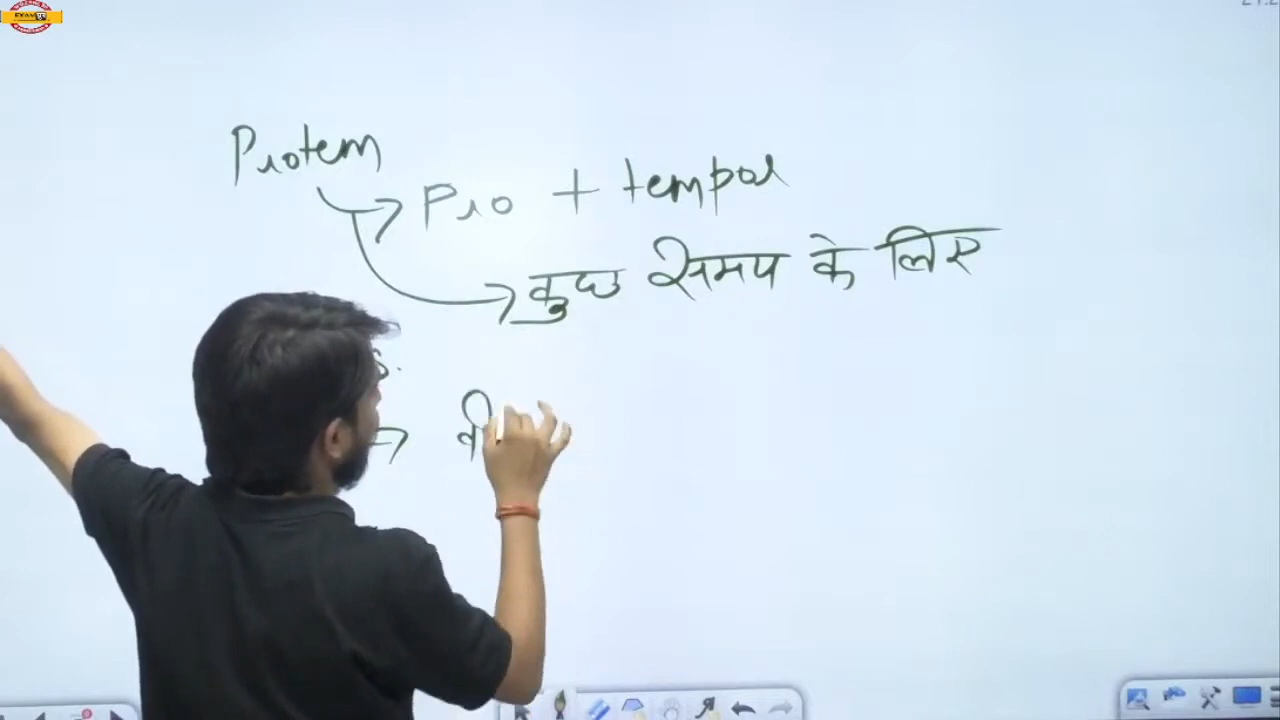 Protem
Pro + tempor
कुछ समय के लिए